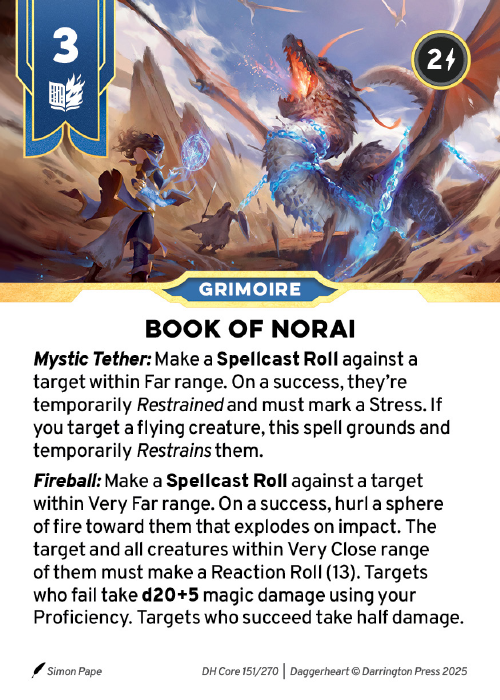 3
2
GRIMOIRE
BOOK OF NORAI
Mystic Tether: Make a Spellcast Roll against a
target within Far range. On a success, they're
temporarily Restrained and must mark a Stress. If
you target a flying creature, this spell grounds and
temporarily Restrains them.
Fireball: Make a Spellcast Roll against a target
within Very Far range. On a success, hurl a sphere
of fire toward them that explodes on impact. The
target and all creatures within Very Close range
of them must make a Reaction Roll (13). Targets
who fail take d20+5 magic damage using your
Proficiency. Targets who succeed take half damage.
Simon Pape DH Core 151/270 | Daggerheart © Darrington Press 2025